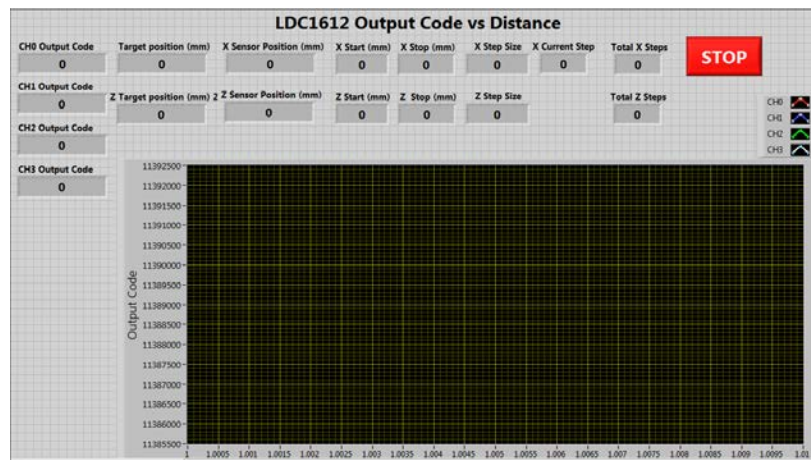 LDC1612 Output Code vs Distance
CH0 Output Code Target position (mm) X Sensor Position (mm) X Start (mm) X Stop (mm) X Step Size X Current Step Total X Steps
0 0 0 0 0 0 0 0
STOP
CH1 Output Code
0
Z Target position (mm) 2 Z Sensor Position (mm) Z Start (mm) Z Stop (mm) Z Step Size Total Z Steps
0 0 0 0 0 0
CH2 Output Code
0
CH3 Output Code
0
CH0
CH1
CH2
CH3
11392500
11392000
11391000
11390500
11390000
11389000
11388500
11387500
11387000
11386500
11386000
11385500
Output Code
1 1.0005 1.001 1.0015 1.002 1.0025 1.003 1.0035 1.004 1.0045 1.005 1.0055 1.006 1.0065 1.007 1.0075 1.008 1.0085 1.009 1.0095 1.01